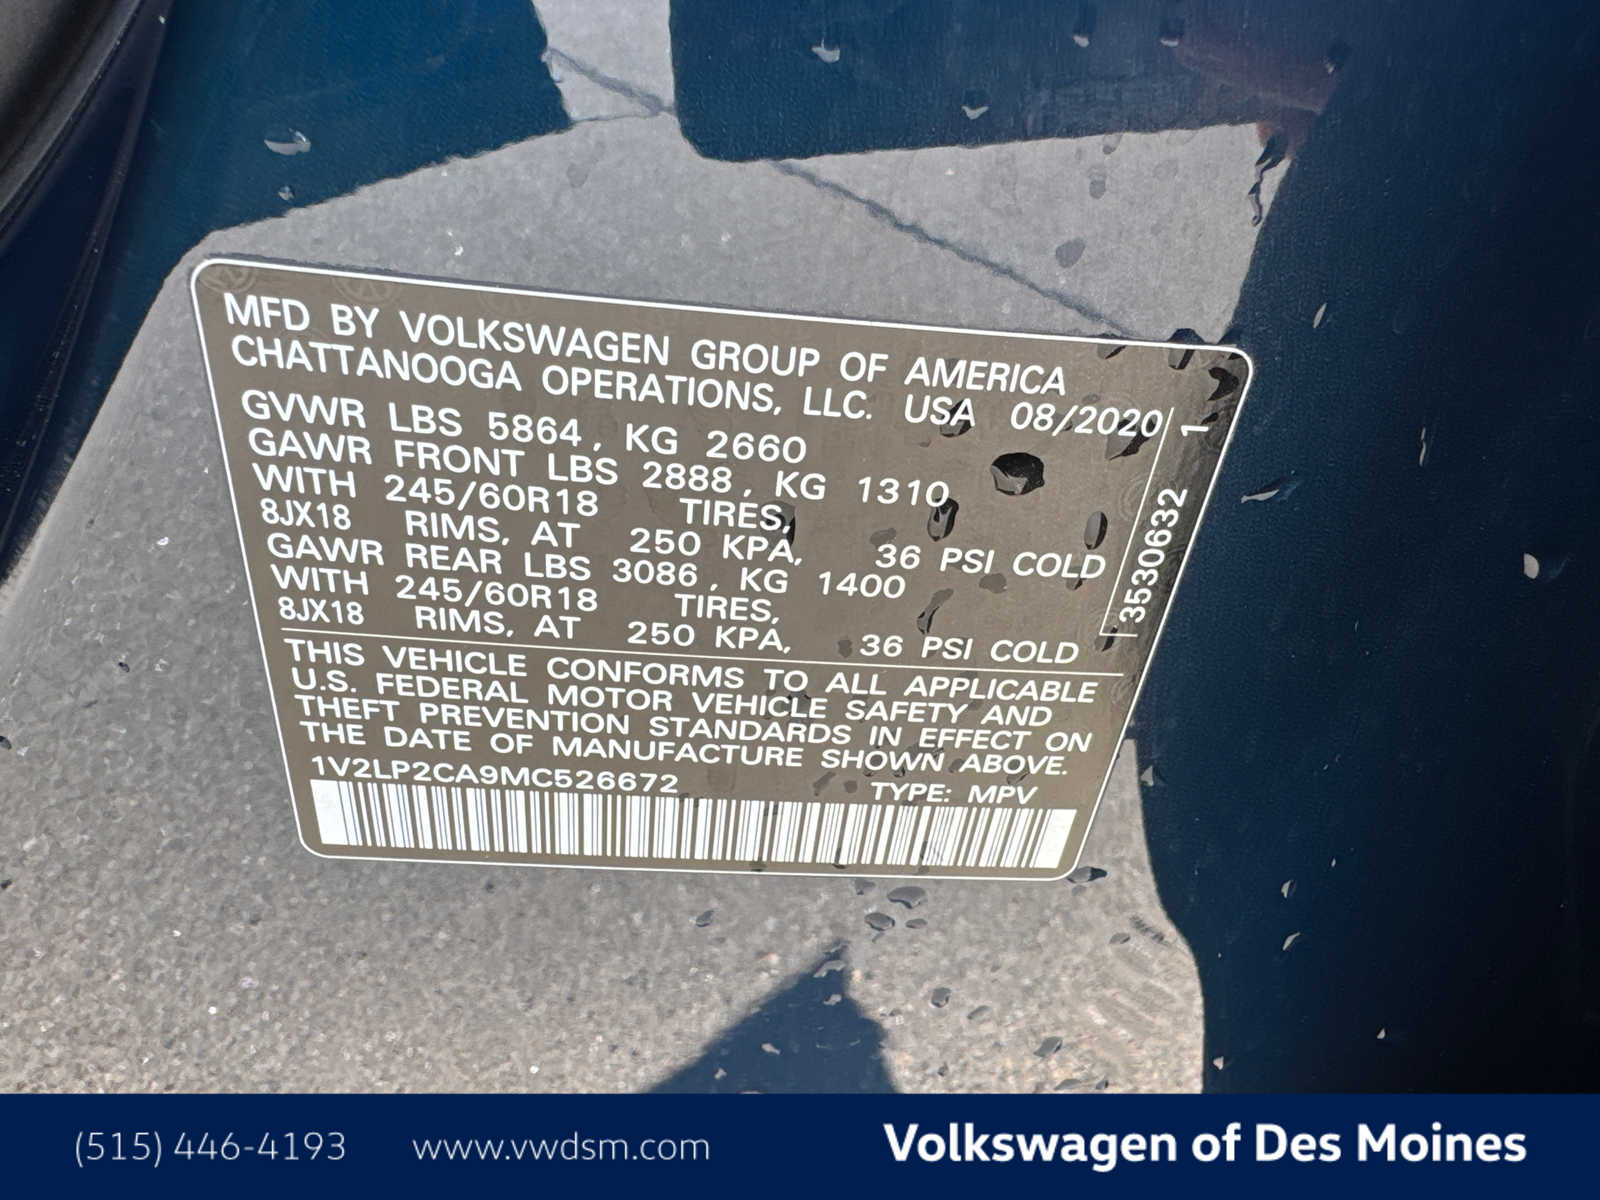 MFD BY VOLKSWAGEN GROUP OF AMERICA
CHATTANOOGA OPERATIONS, LLC. USA 08/2020
GVWR LBS 5864, KG 2660
GAWR FRONT LBS 2888, KG 1310
WITH 245/60R18 TIRES,
8JX18 RIMS, AT 250 KPA, 36 PSI COLD
GAWR REAR LBS 3086, KG 1400
WITH 245/60R18 TIRES,
8JX18 RIMS, AT 250 KPA, 36 PSI COLD
3530632 1
THIS VEHICLE CONFORMS TO ALL APPLICABLE
U.S. FEDERAL MOTOR VEHICLE SAFETY AND
THEFT PREVENTION STANDARDS IN EFFECT ON
THE DATE OF MANUFACTURE SHOWN ABOVE.
1V2LP2CA9MC526672 TYPE: MPV
(515) 446-4193 www.vwdsm.com Volkswagen of Des Moines